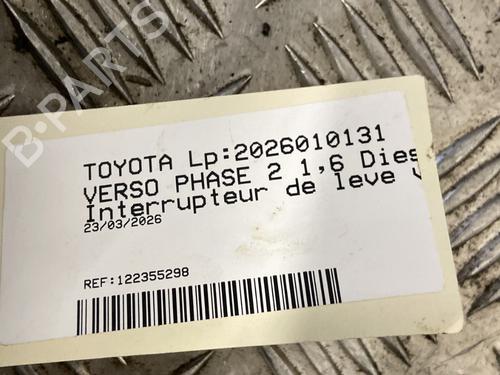 B-PARTS
TOYOTA Lp:2026010131
VERSO PHASE 2 1,6 Dies
Interrupteur de leve v
23/03/2026
REF:122355298